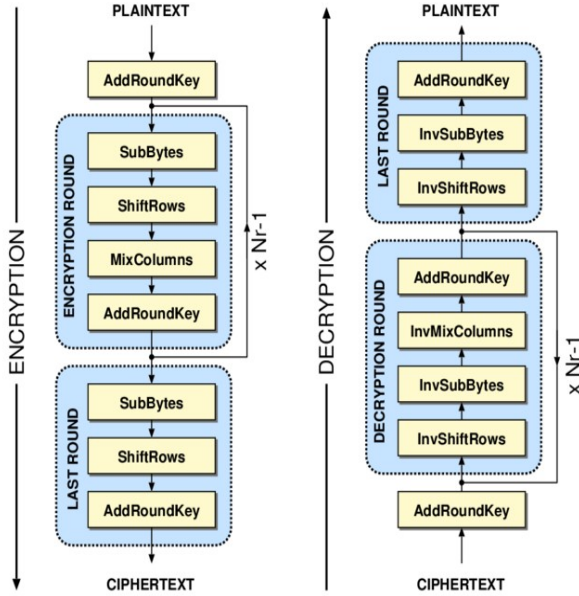 PLAINTEXT
AddRoundKey
SubBytes
ShiftRows
MixColumns
AddRoundKey
ENCRYPTION ROUND
x Nr-1
SubBytes
ShiftRows
AddRoundKey
LAST ROUND
CIPHERTEXT
ENCRYPTION
PLAINTEXT
AddRoundKey
InvSubBytes
InvShiftRows
LAST ROUND
AddRoundKey
InvMixColumns
InvSubBytes
InvShiftRows
DECRYPTION ROUND
x Nr-1
AddRoundKey
CIPHERTEXT
DECRYPTION